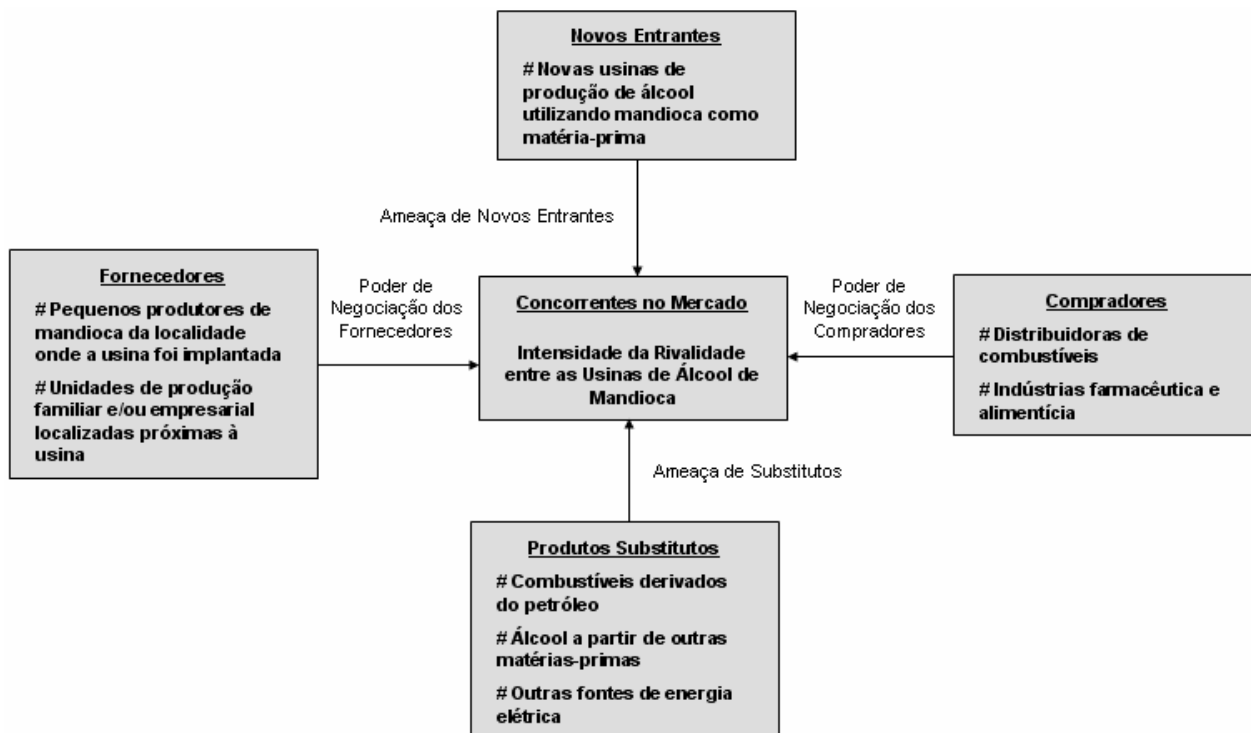 Novos Entrantes
# Novas usinas de
produção de álcool
utilizando mandioca como
matéria-prima
Ameaça de Novos Entrantes
Fornecedores
# Pequenos produtores de
mandioca da localidade
onde a usina foi implantada
# Unidades de produção
familiar e/ou empresarial
localizadas próximas à
usina
Poder de
Negociação dos
Fornecedores
Concorrentes no Mercado
Intensidade da Rivalidade
entre as Usinas de Álcool de
Mandioca
Poder de
Negociação dos
Compradores
Compradores
# Distribuidoras de
combustíveis
# Indústrias farmacêutica e
alimentícia
Ameaça de Substitutos
Produtos Substitutos
# Combustíveis derivados
do petróleo
# Álcool a partir de outras
matérias-primas
# Outras fontes de energia
elétrica